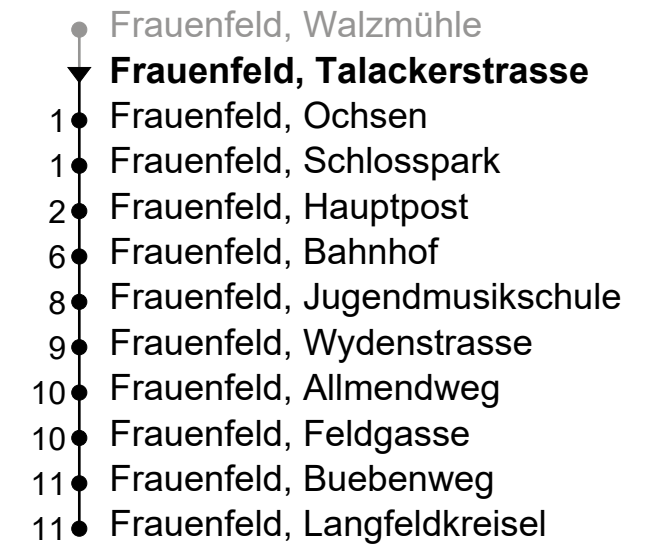 Frauenfeld, Walzmühle
Frauenfeld, Talackerstrasse
1 Frauenfeld, Ochsen
1 Frauenfeld, Schlosspark
2 Frauenfeld, Hauptpost
6 Frauenfeld, Bahnhof
8 Frauenfeld, Jugendmusikschule
9 Frauenfeld, Wydenstrasse
10 Frauenfeld, Allmendweg
10 Frauenfeld, Feldgasse
11 Frauenfeld, Buebenweg
11 Frauenfeld, Langfeldkreisel